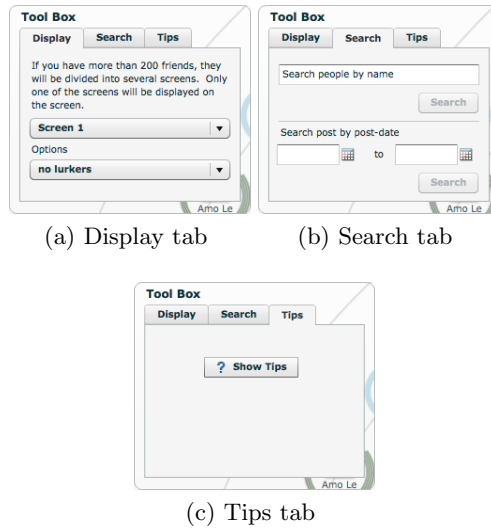 Tool Box
Display Search Tips
If you have more than 200 friends, they
will be divided into several screens. Only
one of the screens will be displayed on
the screen.
Screen 1
Options
no lurkers
Amo Le
(a) Display tab
Tool Box
Display Search Tips
Search people by name
Search
Search post by post-date
to
Search
Amo Le
(b) Search tab
Tool Box
Display Search Tips
? Show Tips
Amo Le
(c) Tips tab